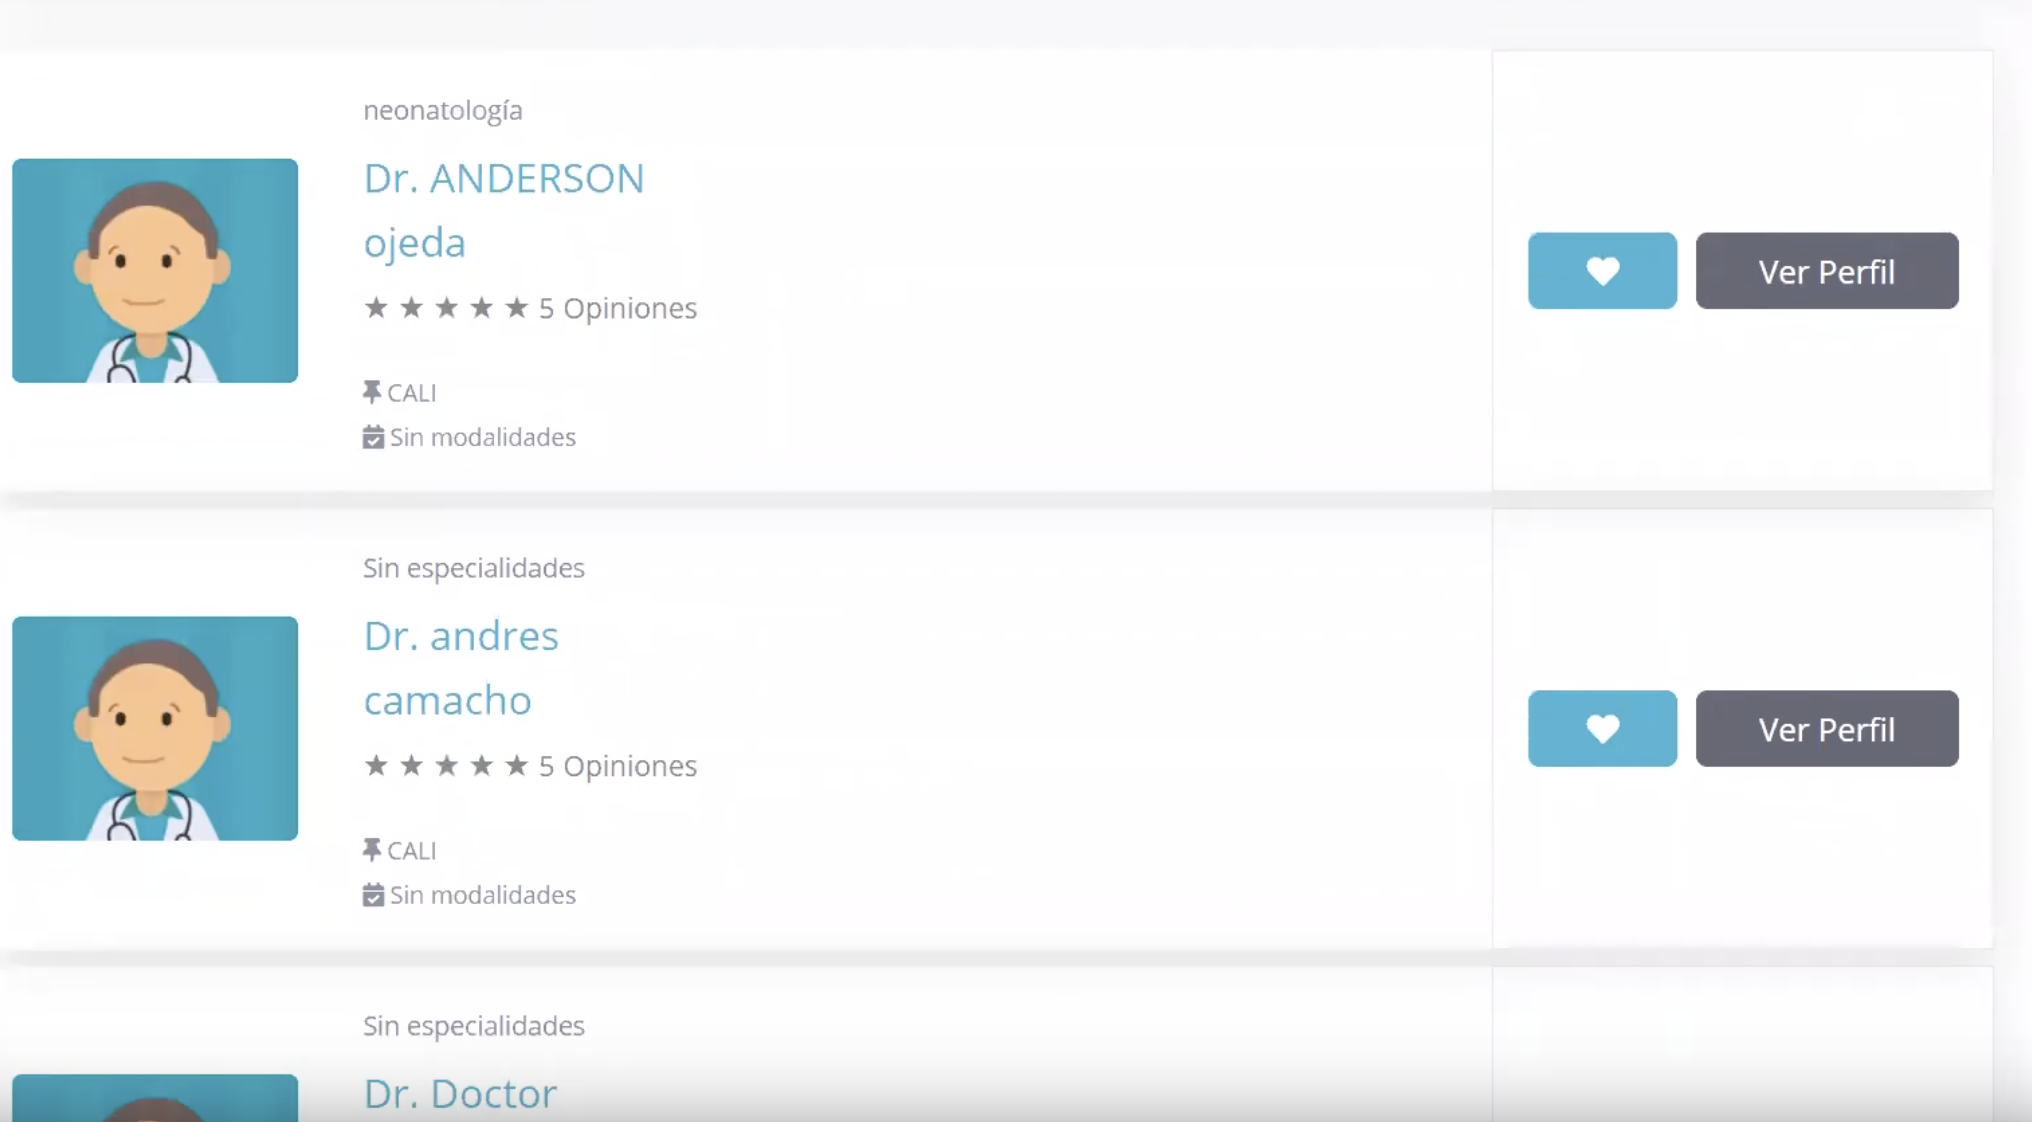 neonatología
Dr. ANDERSON
ojeda
5 Opiniones
CALI
Sin modalidades
Ver Perfil
Sin especialidades
Dr. andres
camacho
5 Opiniones
CALI
Sin modalidades
Ver Perfil
Sin especialidades
Dr. Doctor